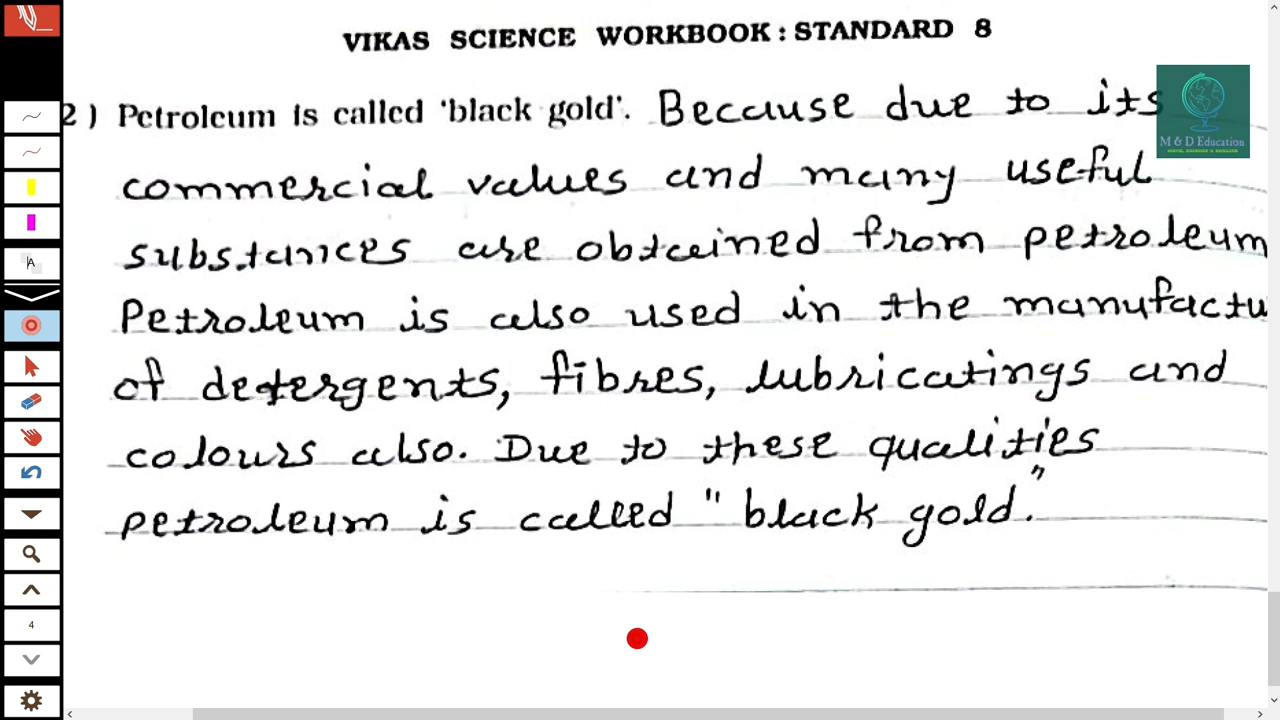 VIKAS SCIENCE WORKBOOK : STANDARD 8
2) Petroleum is called 'black gold'. Because due to its
M & D Education
commercial values and many useful
substances are obtained from petroleum
Petroleum is also used in the manufactu
of detergents, fibres, lubricatings and
colours also. Due to these qualities
petroleum is called "black gold."
A
4